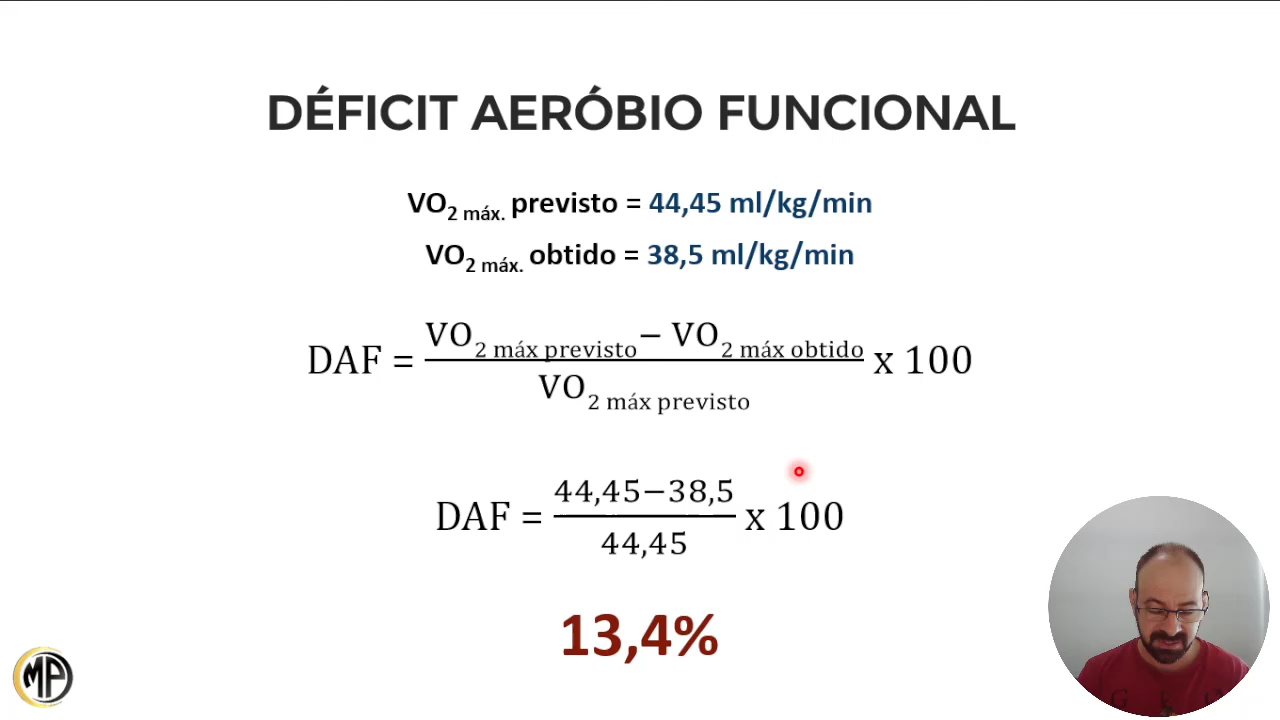 DÉFICIT AERÓBIO FUNCIONAL
VO2 máx. previsto = 44,45 ml/kg/min
VO2 máx. obtido = 38,5 ml/kg/min
DAF = VO2 máx previsto − VO2 máx obtido / VO2 máx previsto x 100
DAF = 44,45−38,5 / 44,45 x 100
13,4%
MP